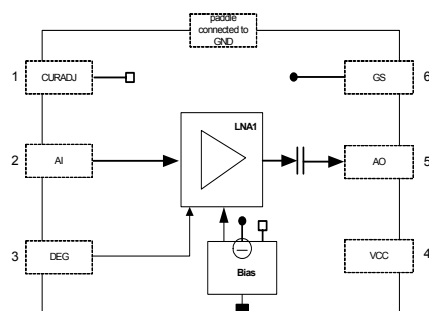 paddle
connected to
GND
1 CURADJ GS 6
LNA1
2 AI AO 5
3 DEG VCC 4
Bias